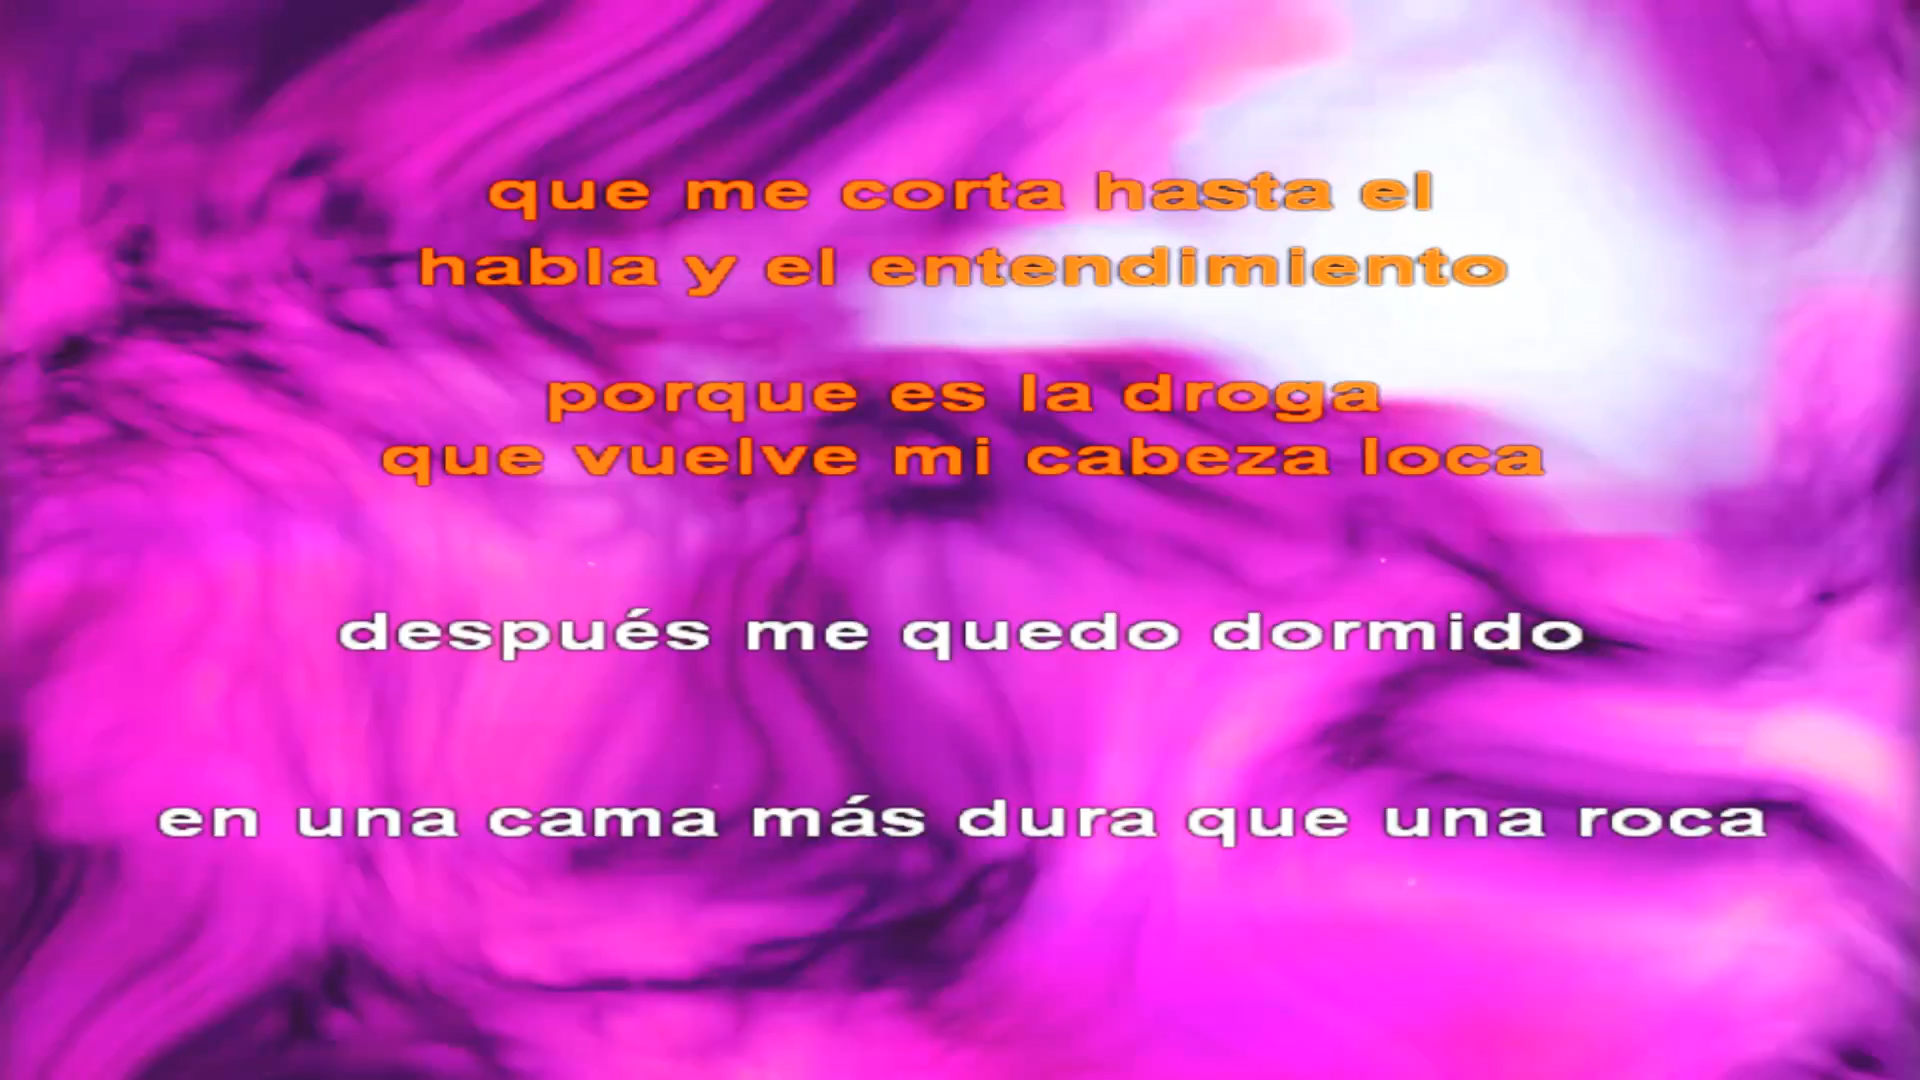 que me corta hasta el
habla y el entendimiento
porque es la droga
que vuelve mi cabeza loca
después me quedo dormido
en una cama más dura que una roca